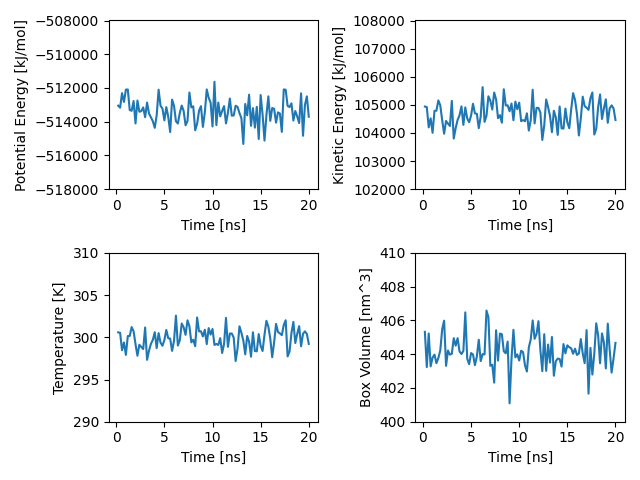 Potential Energy [kJ/mol]
−508000
−510000
−512000
−514000
−516000
−518000
0 5 10 15 20
Time [ns]
Kinetic Energy [kJ/mol]
108000
107000
106000
105000
104000
103000
102000
0 5 10 15 20
Time [ns]
Temperature [K]
310
305
300
295
290
0 5 10 15 20
Time [ns]
Box Volume [nm^3]
410
408
406
404
402
400
0 5 10 15 20
Time [ns]